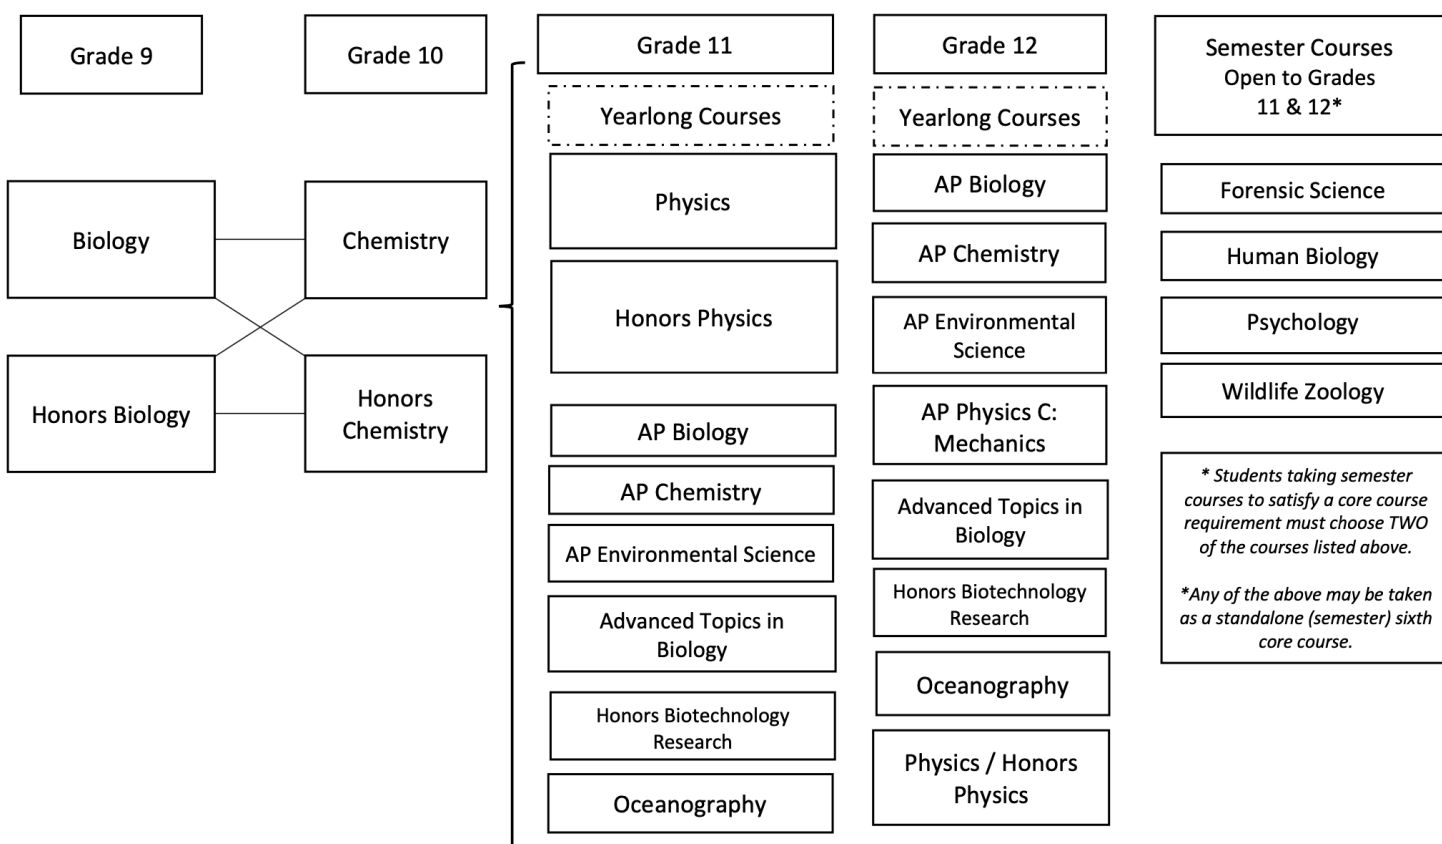 Grade 9
Biology
Honors Biology
Grade 10
Chemistry
Honors
Chemistry
Grade 11
Yearlong Courses
Physics
Honors Physics
AP Biology
AP Chemistry
AP Environmental Science
Advanced Topics in
Biology
Honors Biotechnology
Research
Oceanography
Grade 12
Yearlong Courses
AP Biology
AP Chemistry
AP Environmental
Science
AP Physics C:
Mechanics
Advanced Topics in
Biology
Honors Biotechnology
Research
Oceanography
Physics / Honors
Physics
Semester Courses
Open to Grades
11 & 12*
Forensic Science
Human Biology
Psychology
Wildlife Zoology
* Students taking semester
courses to satisfy a core course
requirement must choose TWO
of the courses listed above.
*Any of the above may be taken
as a standalone (semester) sixth
core course.